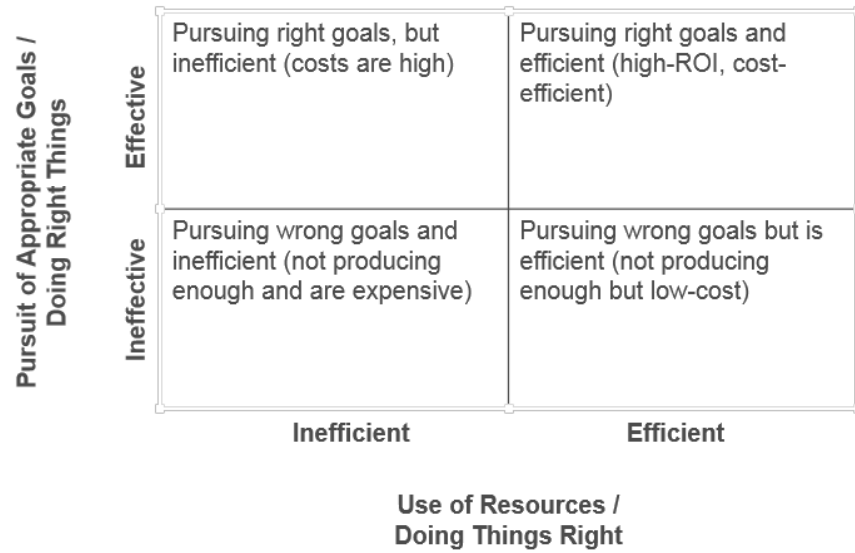 Pursuit of Appropriate Goals /
Doing Right Things
Effective
Ineffective
Pursuing right goals, but
inefficient (costs are high)
Pursuing right goals and
efficient (high-ROI, cost-
efficient)
Pursuing wrong goals and
inefficient (not producing
enough and are expensive)
Pursuing wrong goals but is
efficient (not producing
enough but low-cost)
Inefficient
Efficient
Use of Resources /
Doing Things Right